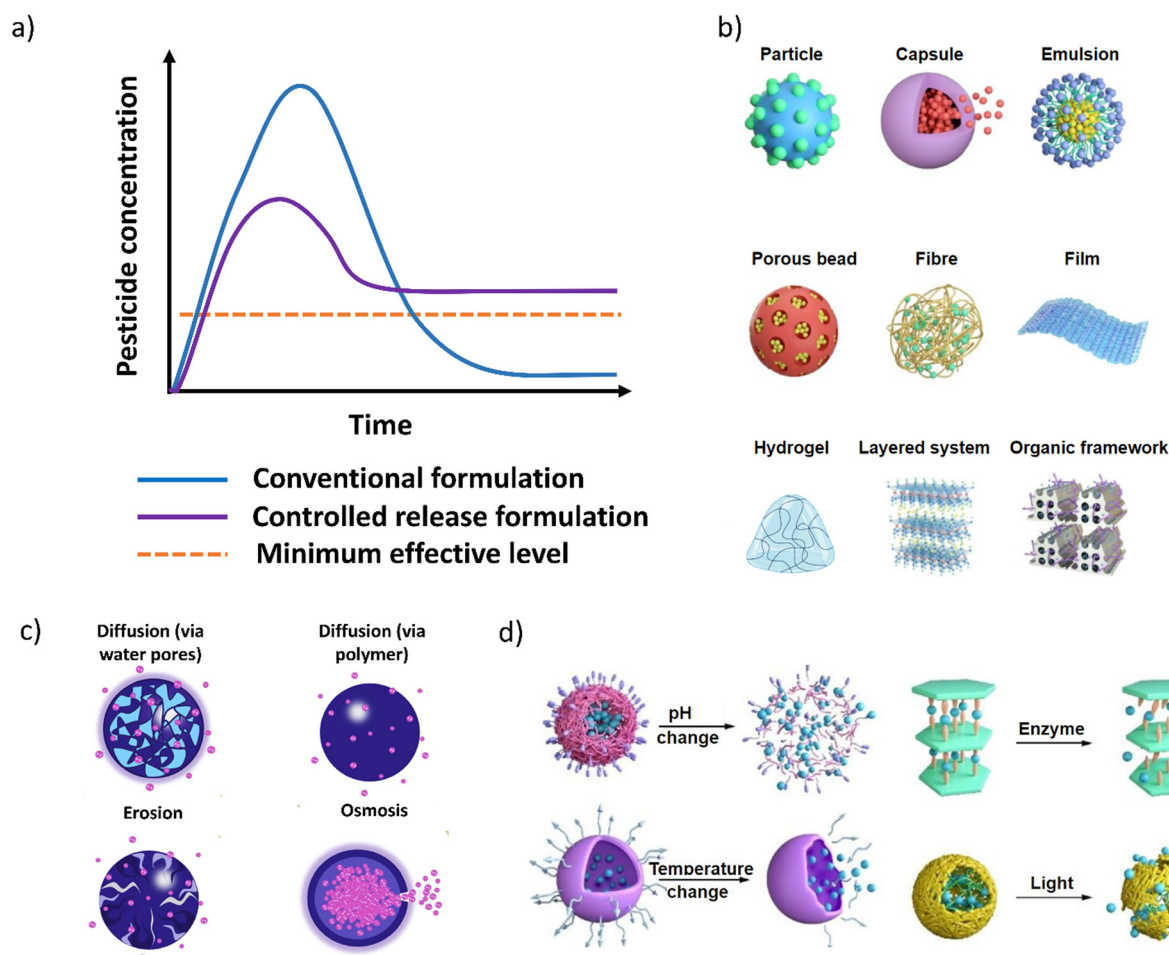 a)
Pesticide concentration
Time
Conventional formulation
Controlled release formulation
Minimum effective level
b)
Particle
Capsule
Emulsion
Porous bead
Fibre
Film
Hydrogel
Layered system
Organic framework
c)
Diffusion (via
water pores)
Diffusion (via
polymer)
Erosion
Osmosis
d)
pH
change
Enzyme
Temperature
change
Light